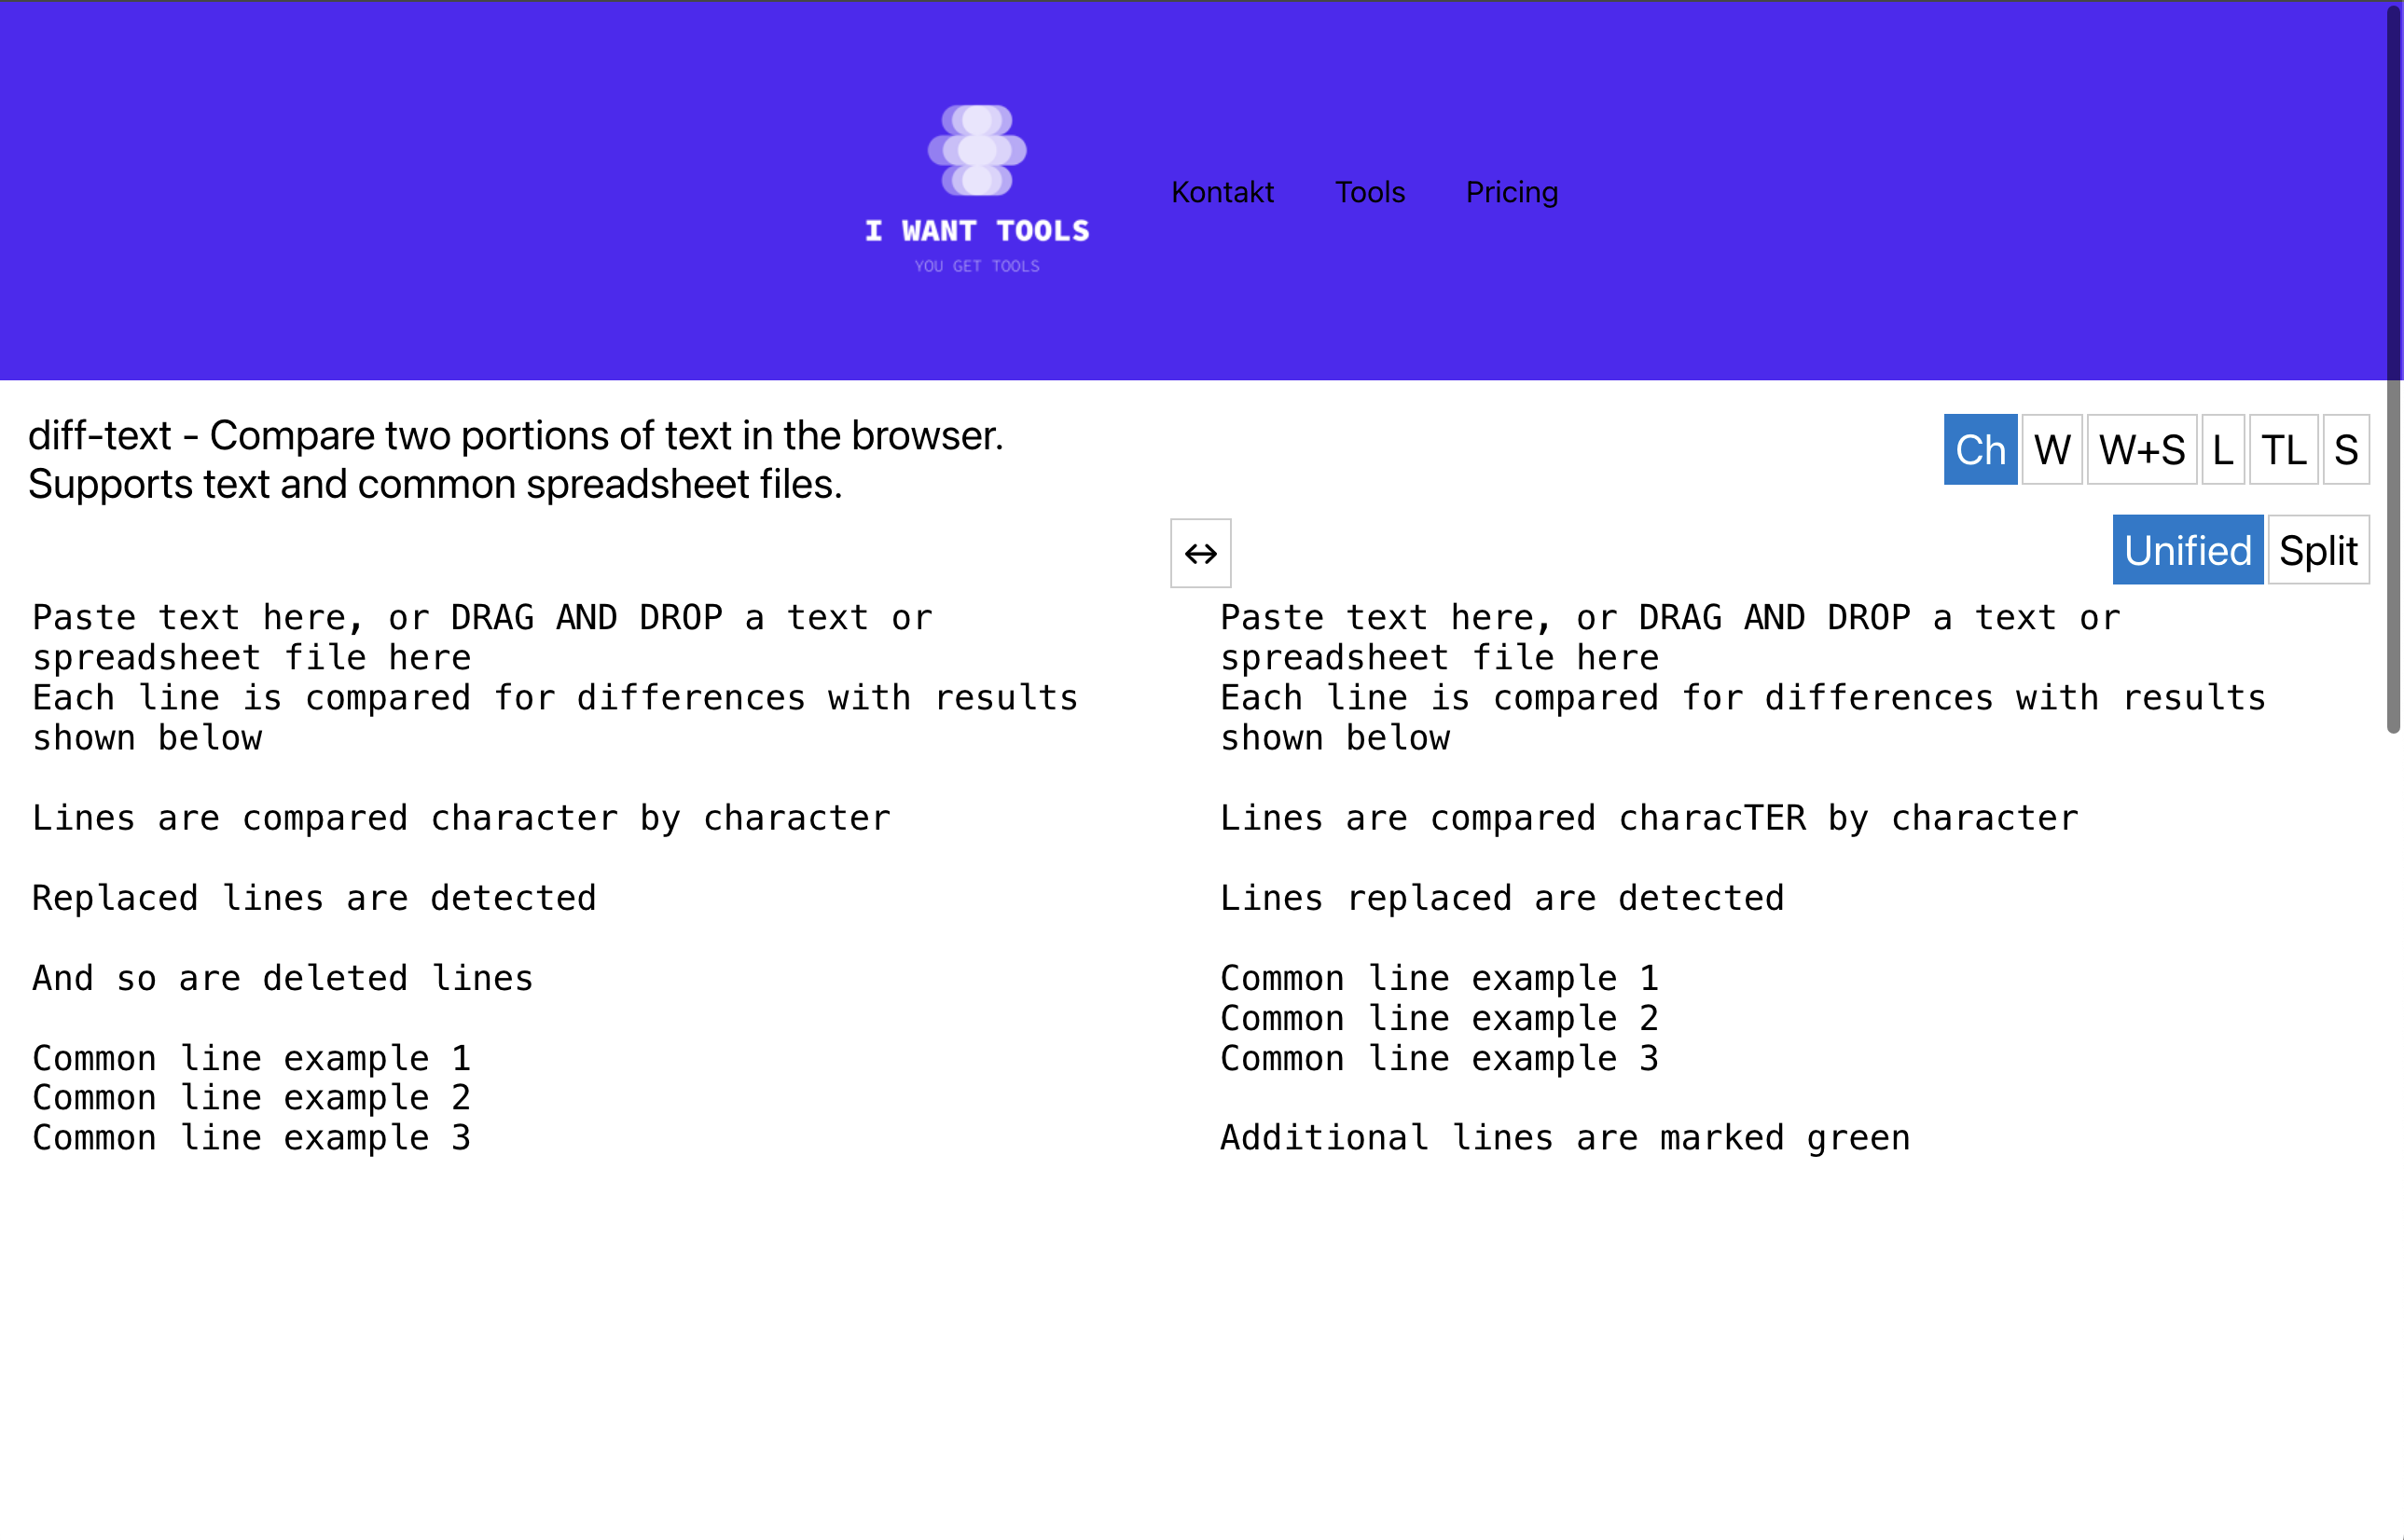 I WANT TOOLS
YOU GET TOOLS
Kontakt Tools Pricing
diff-text - Compare two portions of text in the browser.
Supports text and common spreadsheet files.
Ch W W+S L TL S
↔
Unified Split
Paste text here, or DRAG AND DROP a text or
spreadsheet file here
Each line is compared for differences with results
shown below
Lines are compared character by character
Replaced lines are detected
And so are deleted lines
Common line example 1
Common line example 2
Common line example 3
Paste text here, or DRAG AND DROP a text or
spreadsheet file here
Each line is compared for differences with results
shown below
Lines are compared characTER by character
Lines replaced are detected
Common line example 1
Common line example 2
Common line example 3
Additional lines are marked green